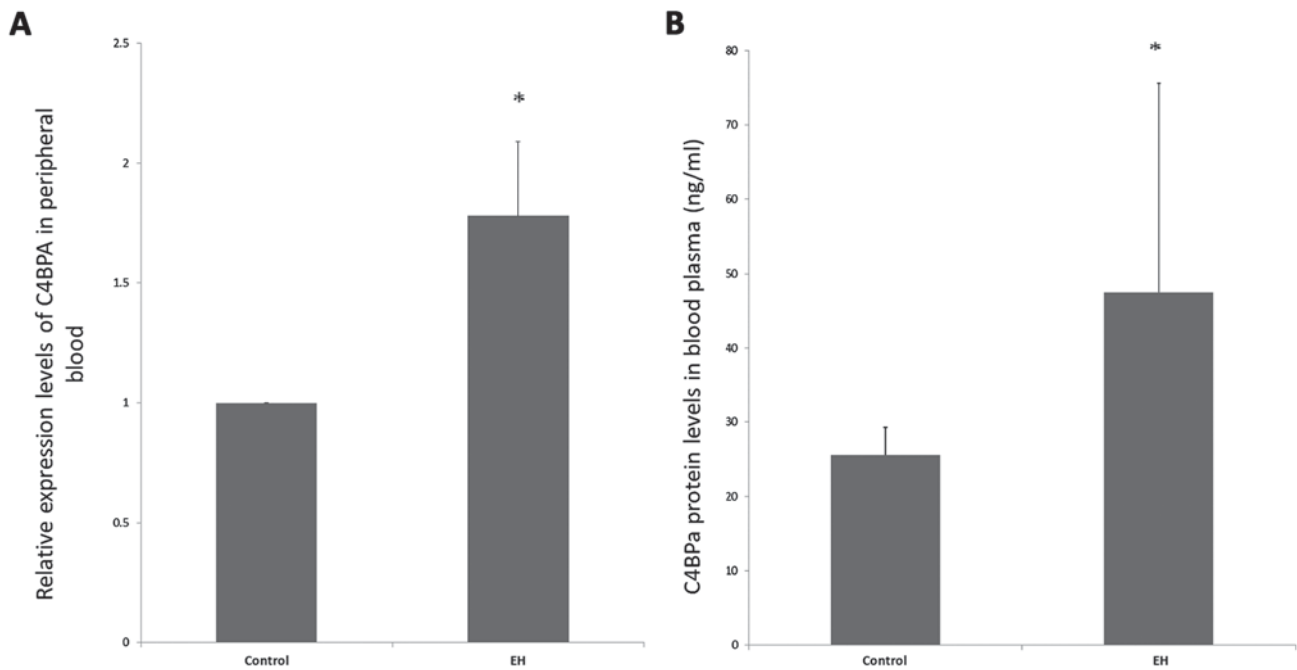 A
Relative expression levels of C4BPA in peripheral
blood
2.5
*
2
1.5
1
0.5
0
Control
EH
B
C4BPa protein levels in blood plasma (ng/ml)
80
*
70
60
50
40
30
20
10
0
Control
EH